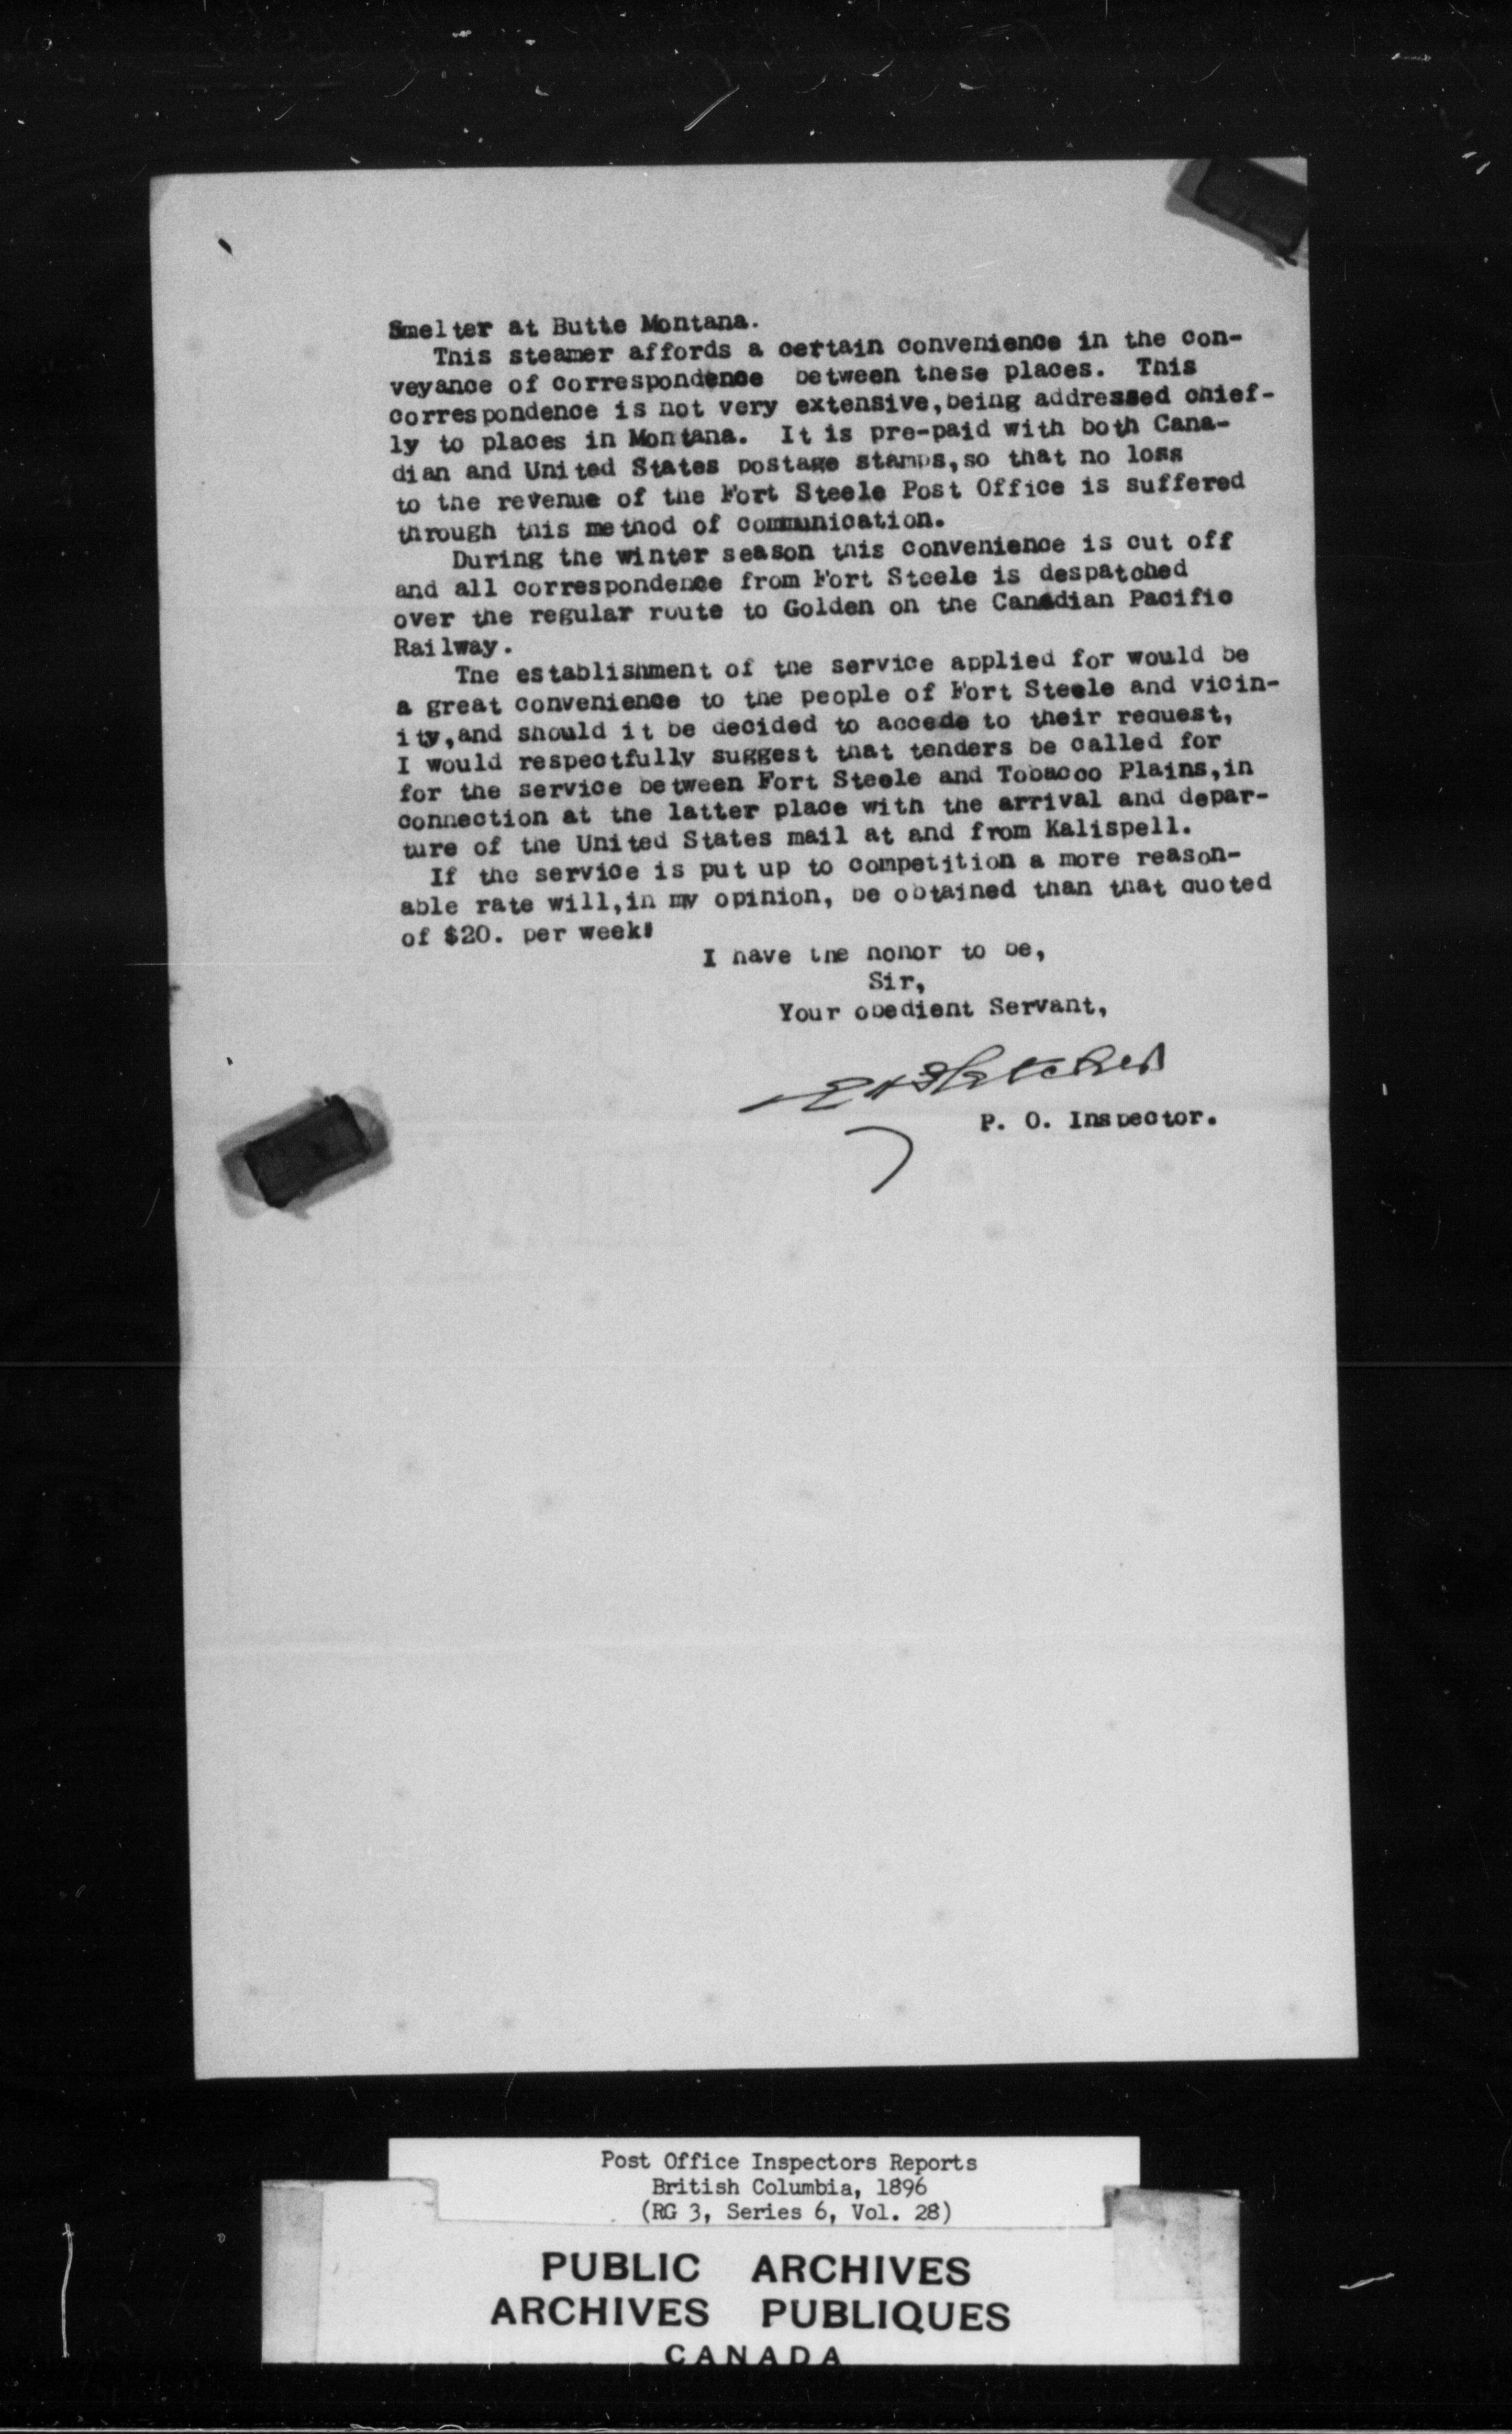 Smelter at Butte Montana.
This steamer affords a certain convenience in the con-
veyance of correspondence between these places. This
correspondence is not very extensive,being addressed chief-
ly to places in Montana. It is pre-paid with both Cana-
dian and United States postage stamps,so that no loss
to the revenue of the Fort Steele Post Office is suffered
through this method of communication.
During the winter season this convenience is cut off
and all correspondence from Fort Steele is despatched
over the regular route to Golden on the Canadian Pacific
Railway.
The establishment of the service applied for would be
a great convenience to the people of Fort Steele and vicin-
ity,and should it be decided to accede to their request,
I would respectfully suggest that tenders be called for
for the service between Fort Steele and Tobacco Plains,in
connection at the latter place with the arrival and depar-
ture of the United States mail at and from Kalispell.
If the service is put up to competition a more reason-
able rate will,in my opinion, be obtained than that quoted
of $20. per week.
I have the honor to be,
Sir,
Your obedient Servant,
E H Fletcher
P. O. Inspector.
Post Office Inspectors Reports
British Columbia, 1896
(RG 3, Series 6, Vol. 28)
PUBLIC ARCHIVES
ARCHIVES PUBLIQUES
CANADA